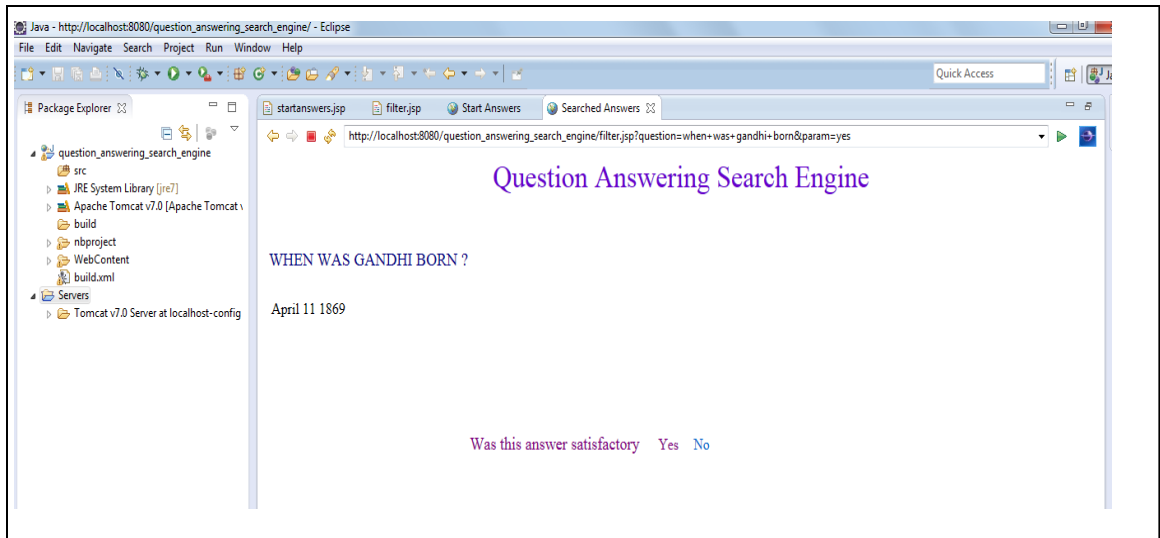 Java - http://localhost:8080/question_answering_search_engine/ - Eclipse
File Edit Navigate Search Project Run Window Help
Quick Access
Package Explorer
startanswers.jsp filter.jsp Start Answers Searched Answers
http://localhost:8080/question_answering_search_engine/filter.jsp?question=when+was+gandhi+born&param=yes
question_answering_search_engine
src
JRE System Library [jre7]
Apache Tomcat v7.0 [Apache Tomcat v
build
nbproject
WebContent
build.xml
Servers
Tomcat v7.0 Server at localhost-config
Question Answering Search Engine
WHEN WAS GANDHI BORN ?
April 11 1869
Was this answer satisfactory Yes No